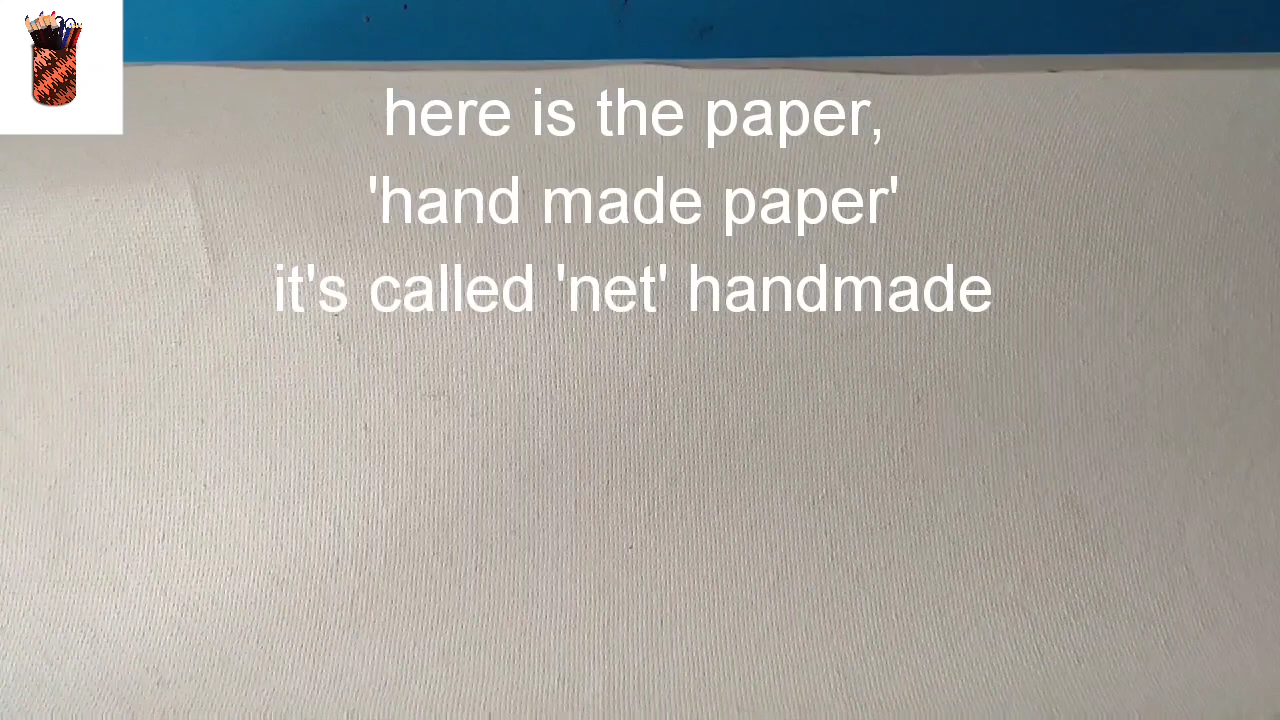 here is the paper,
'hand made paper'
it's called 'net' handmade